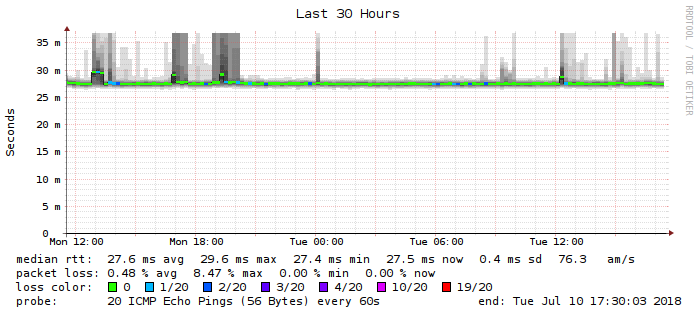 Last 30 Hours
RRDTOOL / TOBI OETIKER
Seconds
35 m
30 m
25 m
20 m
15 m
10 m
5 m
0
Mon 12:00 Mon 18:00 Tue 00:00 Tue 06:00 Tue 12:00
median rtt: 27.6 ms avg 29.6 ms max 27.4 ms min 27.5 ms now 0.4 ms sd 76.3 am/s
packet loss: 0.48 % avg 8.47 % max 0.00 % min 0.00 % now
loss color: 0 1/20 2/20 3/20 4/20 10/20 19/20
probe: 20 ICMP Echo Pings (56 Bytes) every 60s end: Tue Jul 10 17:30:03 2018